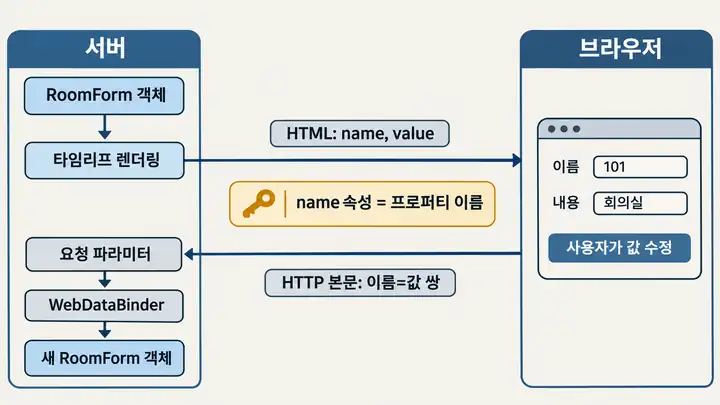 서버
RoomForm 객체
타임리프 렌더링
요청 파라미터
WebDataBinder
새 RoomForm 객체
HTML: name, value
name 속성 = 프로퍼티 이름
HTTP 본문: 이름=값 쌍
브라우저
이름 101
내용 회의실
사용자가 값 수정